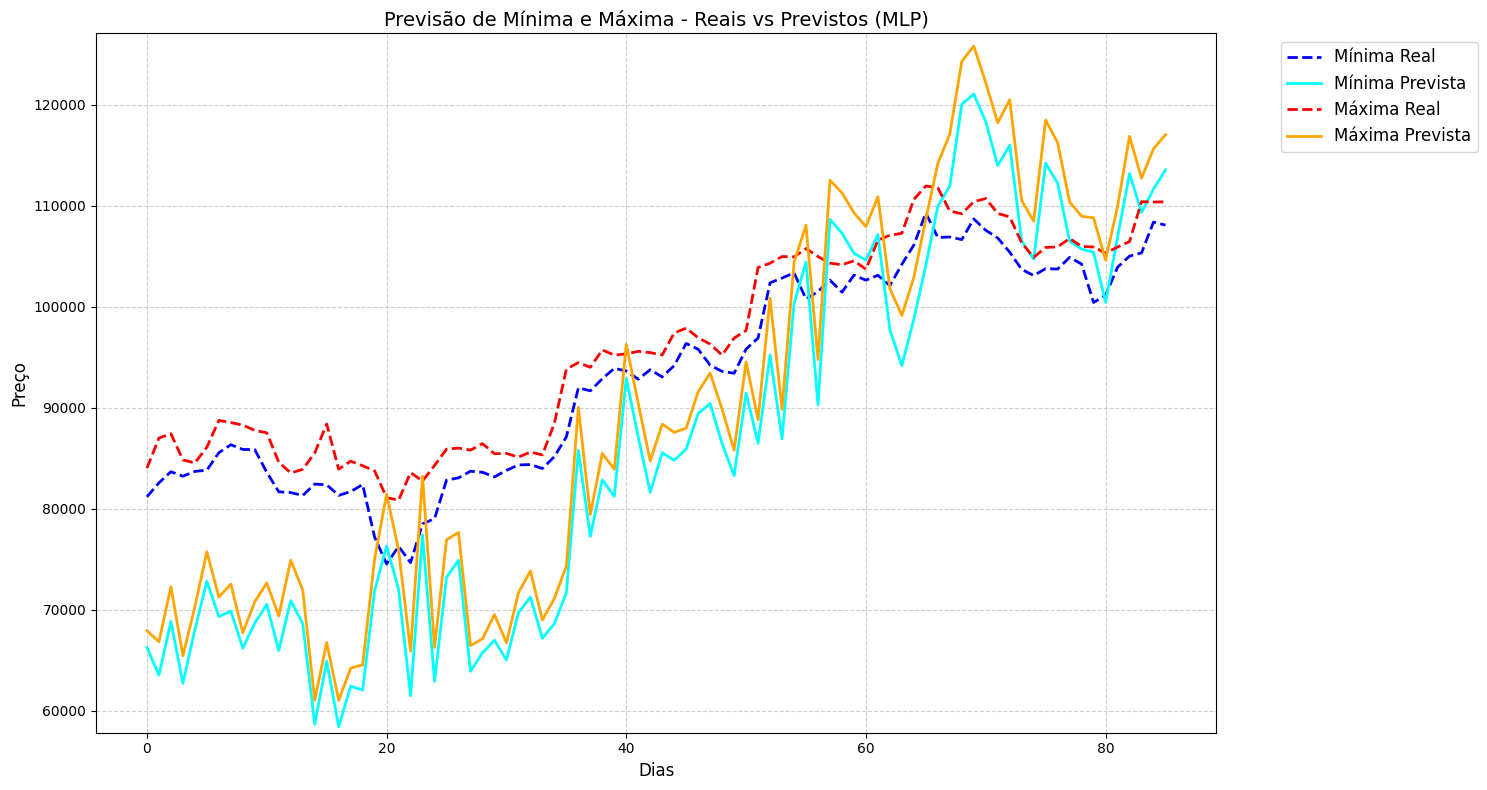 Previsão de Mínima e Máxima - Reais vs Previstos (MLP)
Mínima Real
Mínima Prevista
Máxima Real
Máxima Prevista
Preço
120000
110000
100000
90000
80000
70000
60000
0
20
40
60
80
Dias